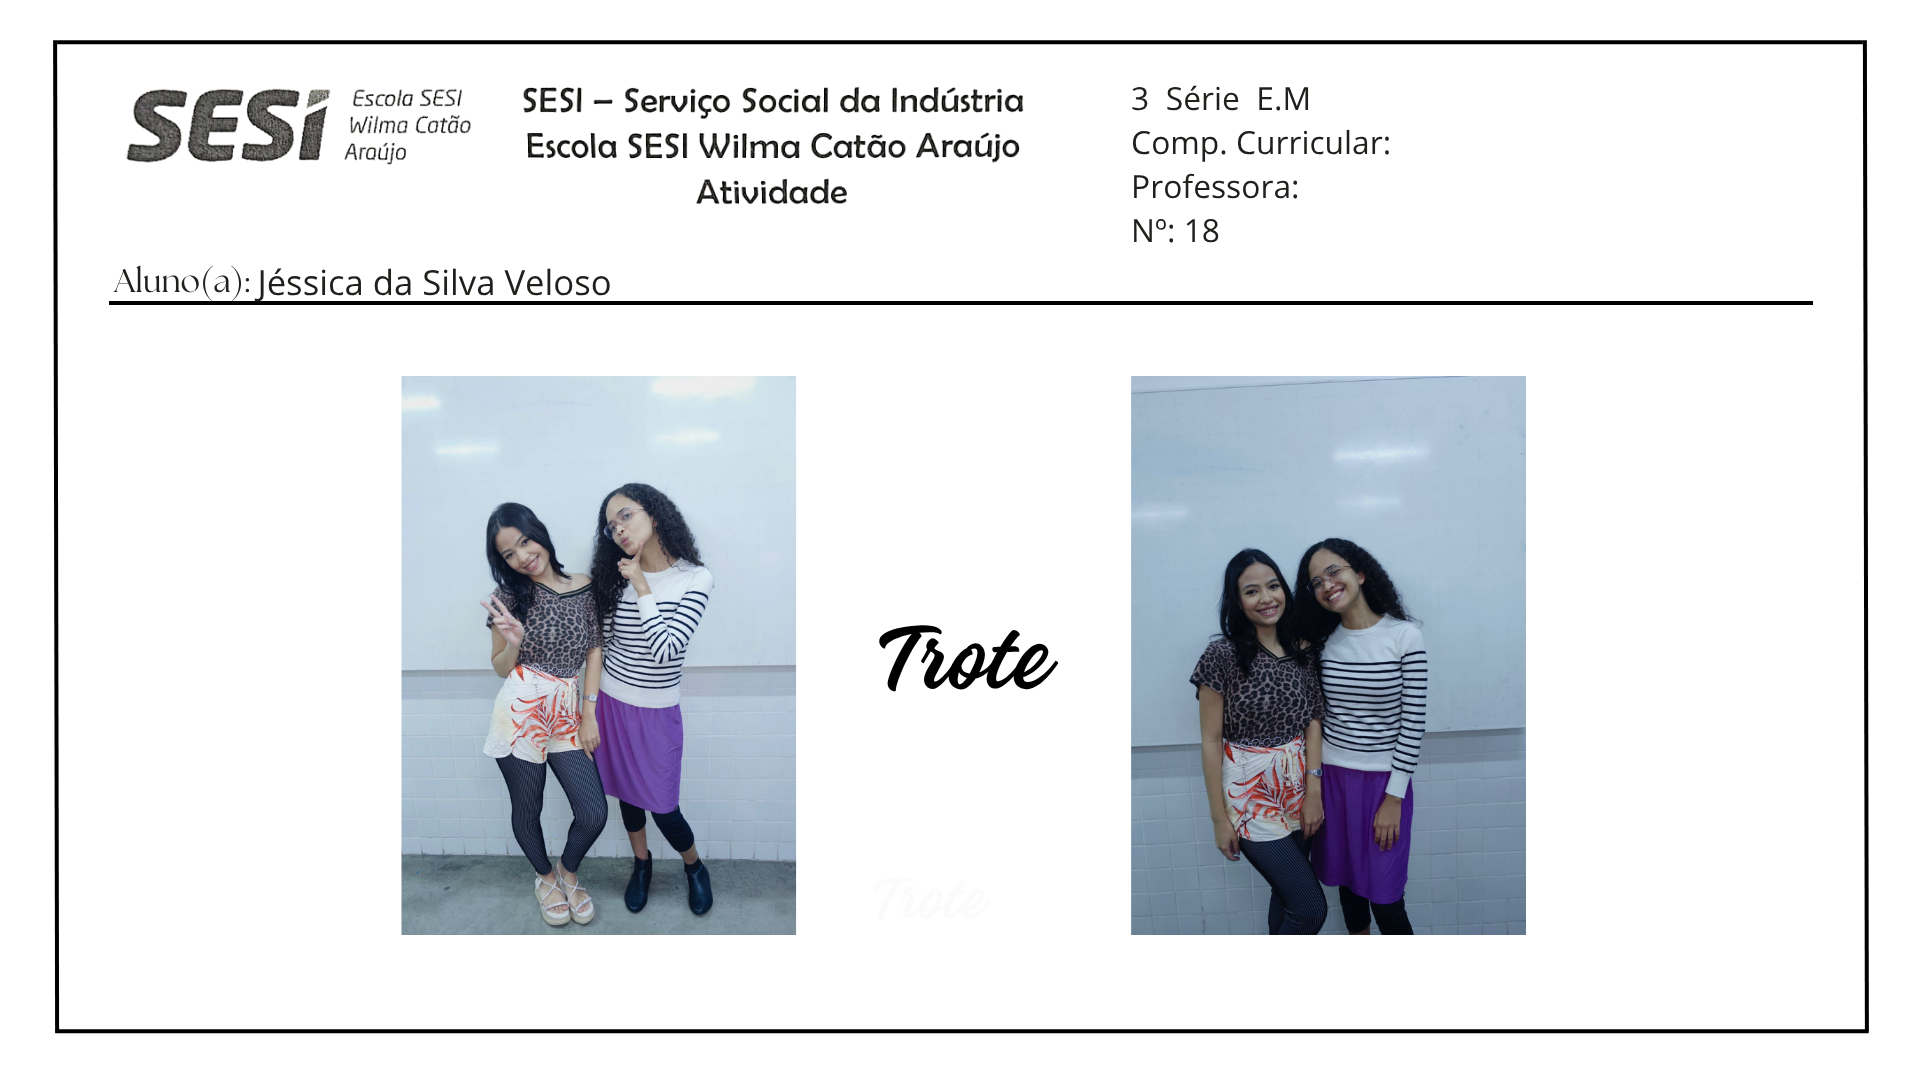 SESI
Escola SESI
Wilma Catão
Araújo
SESI – Serviço Social da Indústria
Escola SESI Wilma Catão Araújo
Atividade
3 Série E.M
Comp. Curricular:
Professora:
Nº: 18
Aluno(a): Jéssica da Silva Veloso
Trote
Trote